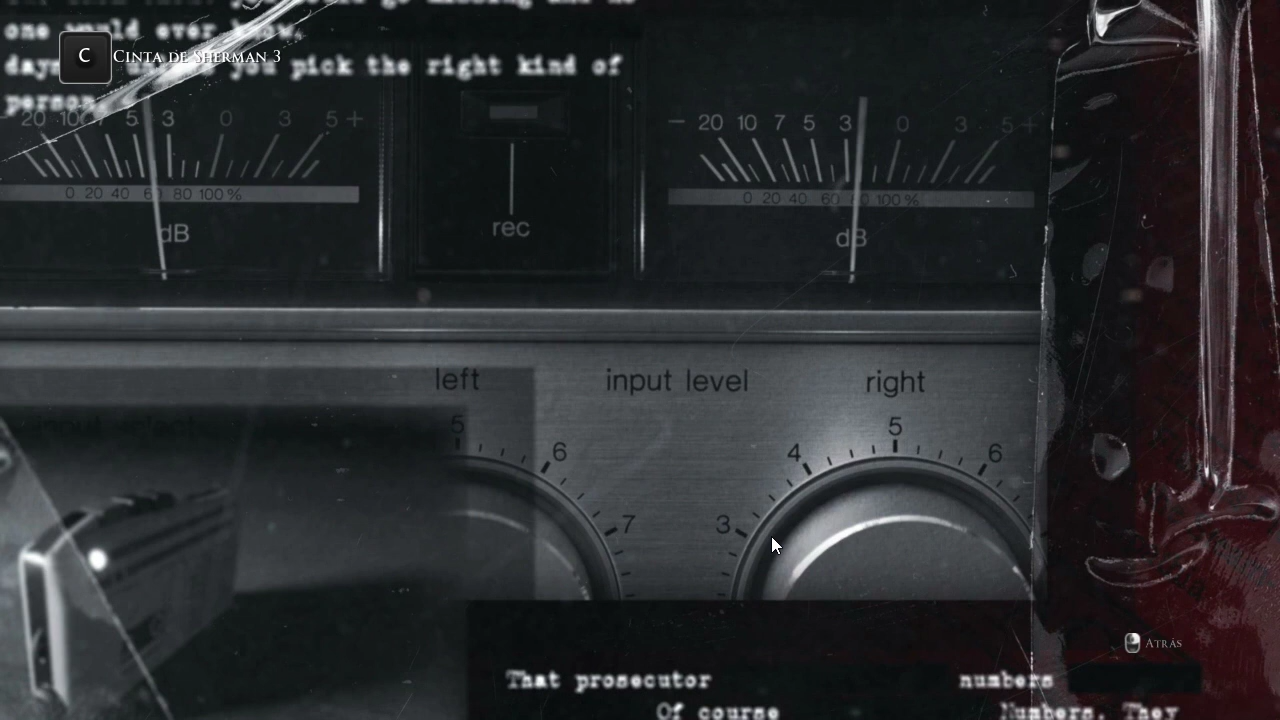 one would ever know.
C Cinta de Sherman 3
days you pick the right kind of
person.
20 10 5 3 0 3 5 +
0 20 40 60 80 100 %
dB
rec
- 20 10 7 5 3 0 3 5 +
0 20 40 60 80 100 %
dB
left input level right
5 6 7
3 4 5 6
Atrás
That prosecutor numbers
Of course Numbers. They